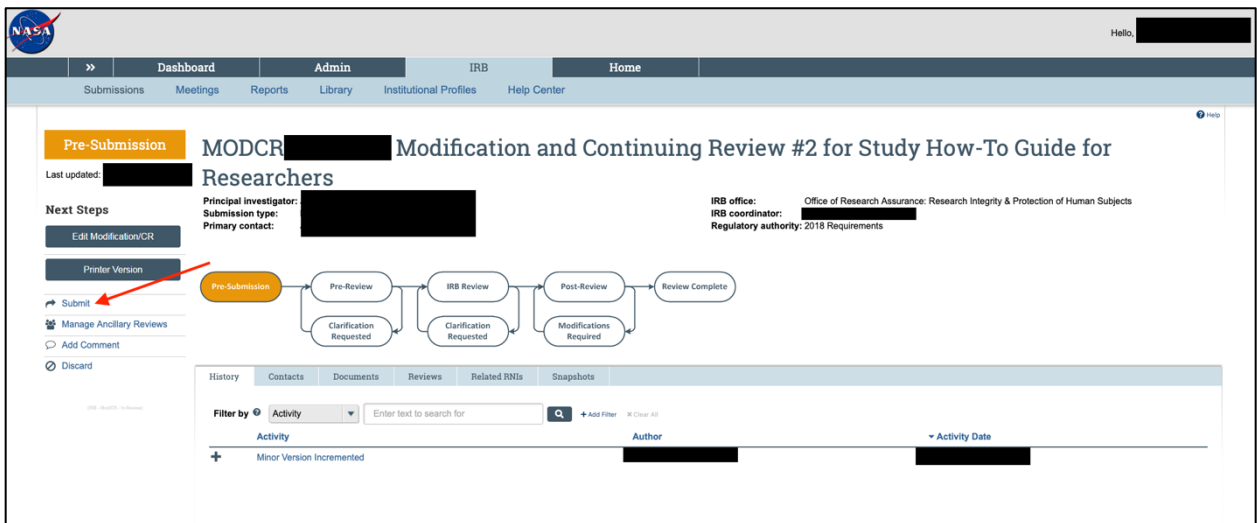 NASA
Hello,
» Dashboard Admin IRB Home
Submissions Meetings Reports Library Institutional Profiles Help Center
? Help
Pre-Submission
Last updated:
Next Steps
Edit Modification/CR
Printer Version
Submit
Manage Ancillary Reviews
Add Comment
Discard
MODCR Modification and Continuing Review #2 for Study How-To Guide for
Researchers
Principal investigator:
Submission type:
Primary contact:
IRB office: Office of Research Assurance: Research Integrity & Protection of Human Subjects
IRB coordinator:
Regulatory authority: 2018 Requirements
Pre-Submission Pre-Review IRB Review Post-Review Review Complete
Clarification Clarification Modifications
Requested Requested Required
History Contacts Documents Reviews Related RNIs Snapshots
Filter by ? Activity Enter text to search for + Add Filter ✕ Clear All
Activity Author Activity Date
Minor Version Incremented